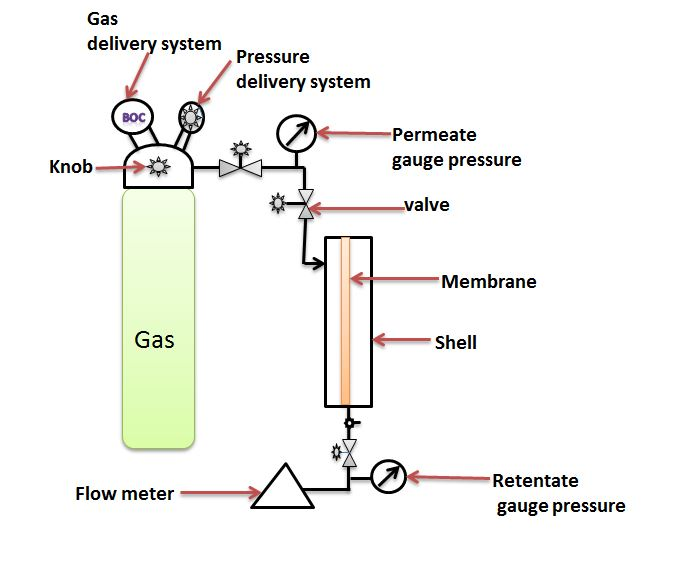 Gas
delivery system
Pressure
delivery system
BOC
Permeate
gauge pressure
Knob
valve
Membrane
Gas
Shell
Flow meter
Retentate
gauge pressure